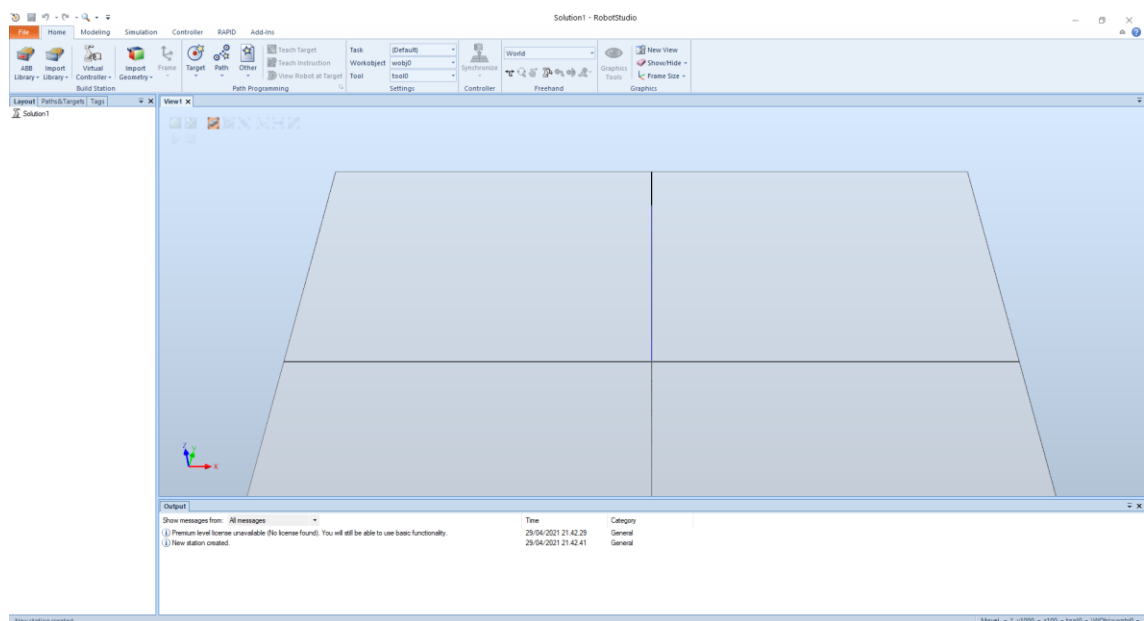 Solution1 - RobotStudio
File Home Modeling Simulation Controller RAPID Add-Ins
ABB Library Import Library Virtual Controller Import Geometry Frame Target Path Other
Teach Target
Teach Instruction
View Robot at Target
Task (Default)
Workobject wobj0
Tool tool0
Synchronize
World
Graphics Tools
New View
Show/Hide
Frame Size
Build Station Path Programming Settings Controller Freehand Graphics
Layout Paths&Targets Tags View1
Solution1
Z Y X
Output
Show messages from: All messages Time Category
Premium level license unavailable (No license found). You will still be able to use basic functionality. 29/04/2021 21.42.29 General
New station created. 29/04/2021 21.42.41 General